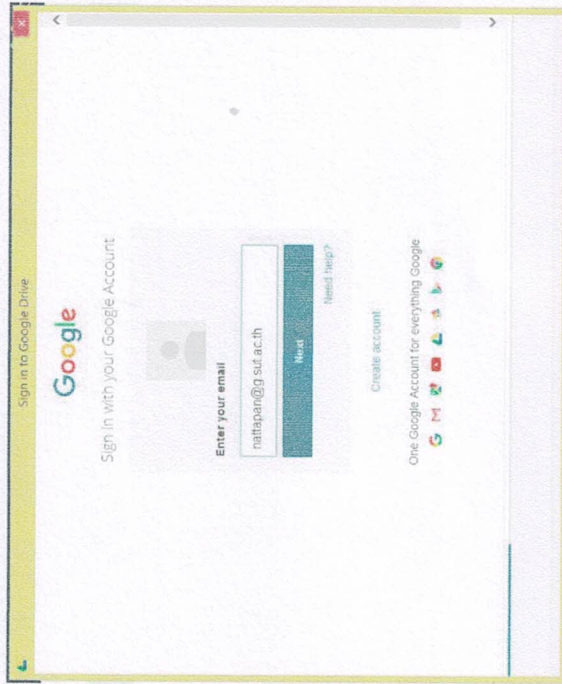 Sign in to Google Drive
Google
Sign in with your Google Account
Enter your email
nattapan@g.sut.ac.th
Next
Need help?
Create account
One Google Account for everything Google